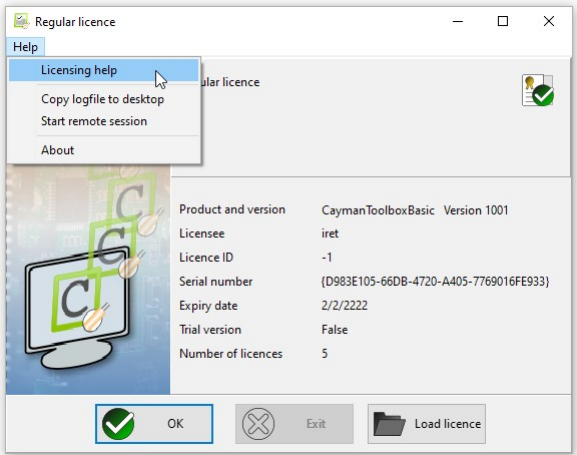 Regular licence
Help
Licensing help
ular licence
Copy logfile to desktop
Start remote session
About
C
C
C
Product and version CaymanToolboxBasic Version 1001
Licensee iret
Licence ID -1
Serial number {D983E105-66DB-4720-A405-7769016FE933}
Expiry date 2/2/2222
Trial version False
Number of licences 5
OK Exit Load licence